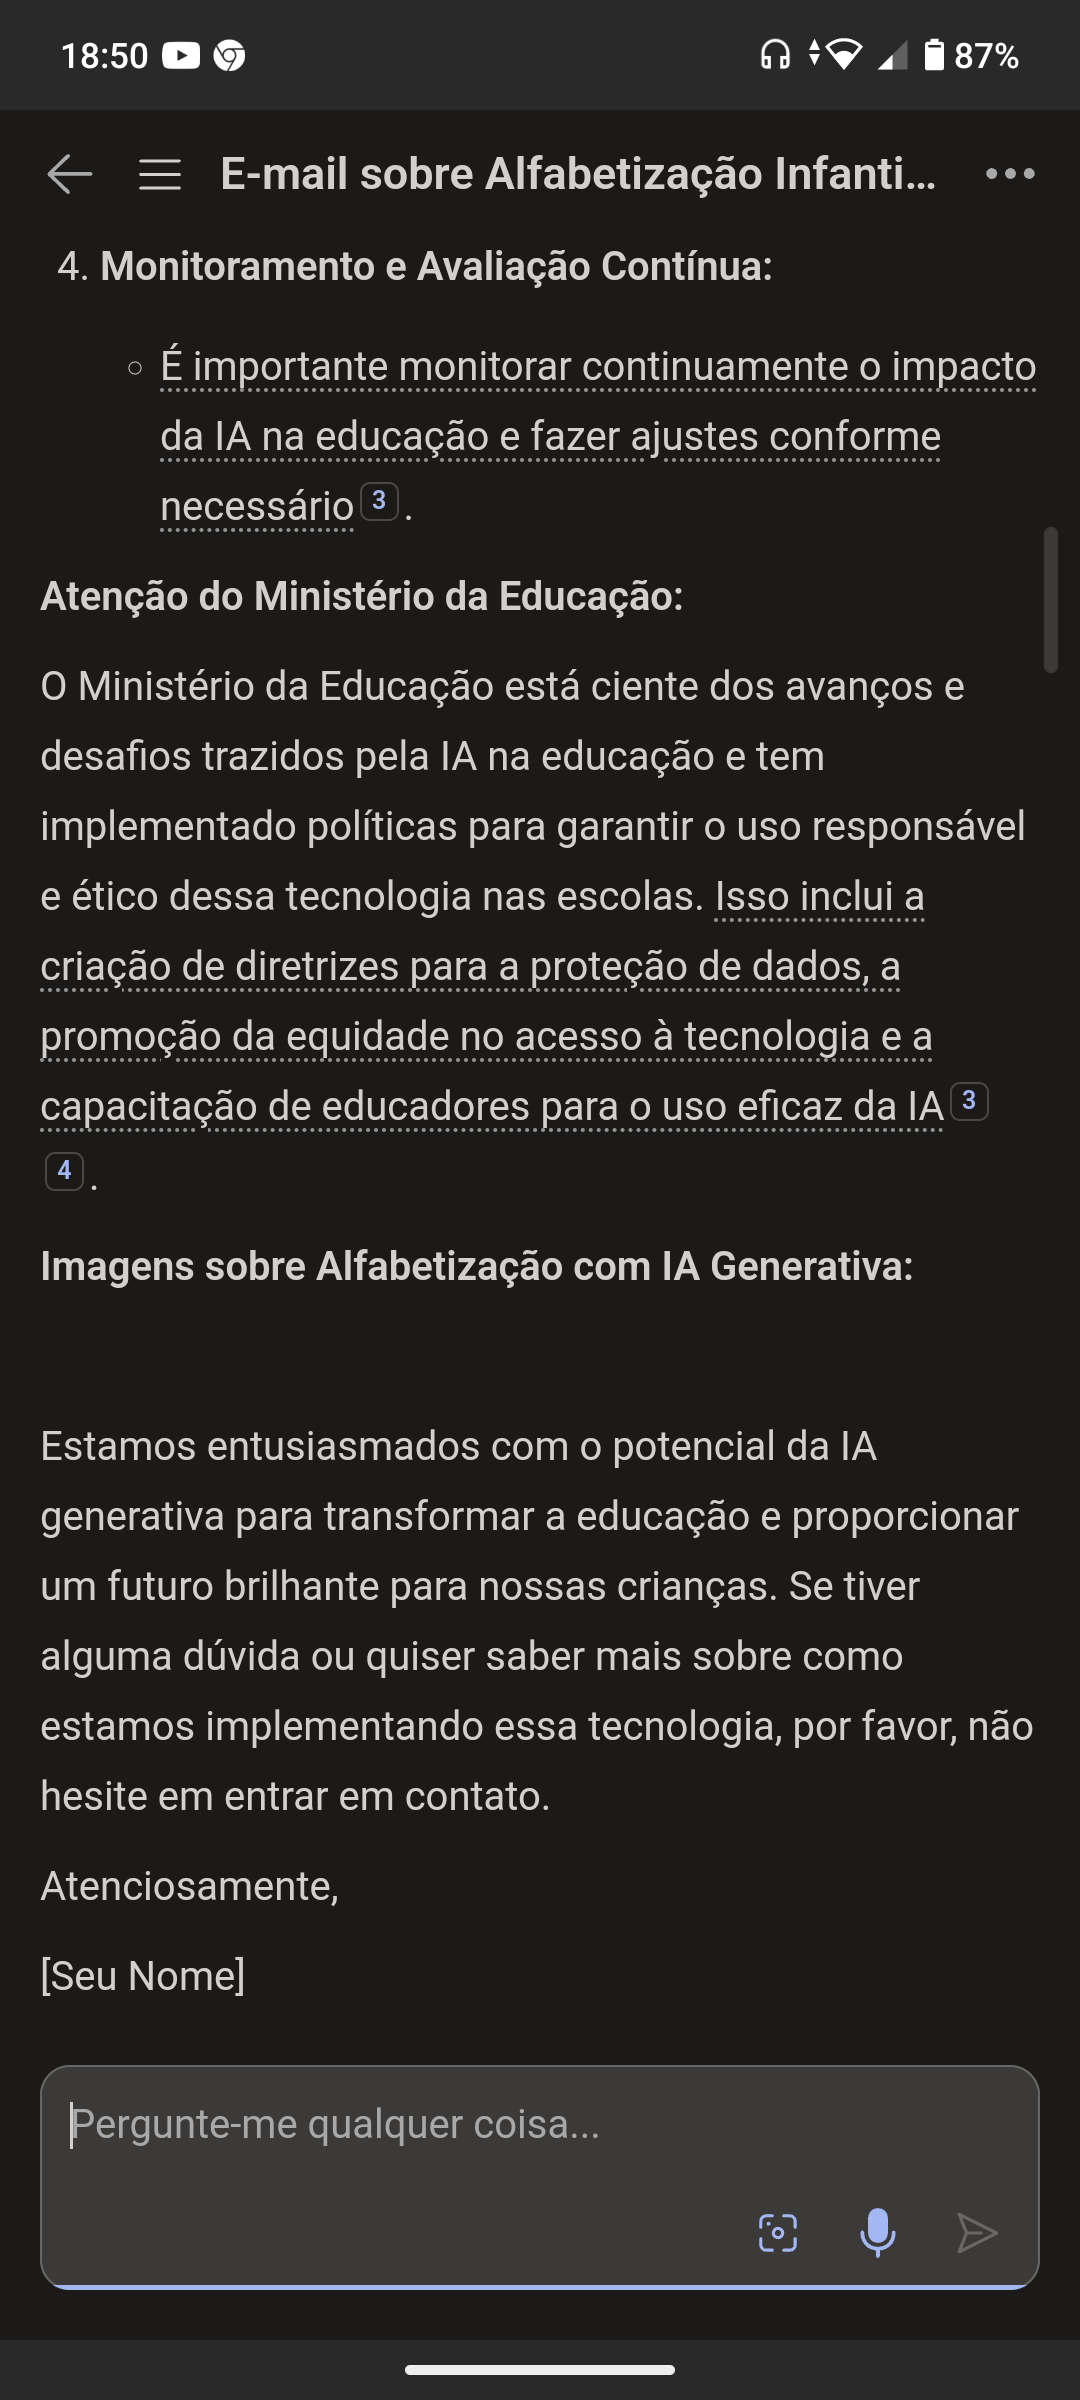 18:50
87%
E-mail sobre Alfabetização Infanti...
4. Monitoramento e Avaliação Contínua:
É importante monitorar continuamente o impacto
da IA na educação e fazer ajustes conforme
necessário 3 .
Atenção do Ministério da Educação:
O Ministério da Educação está ciente dos avanços e
desafios trazidos pela IA na educação e tem
implementado políticas para garantir o uso responsável
e ético dessa tecnologia nas escolas. Isso inclui a
criação de diretrizes para a proteção de dados, a
promoção da equidade no acesso à tecnologia e a
capacitação de educadores para o uso eficaz da IA 3
4 .
Imagens sobre Alfabetização com IA Generativa:
Estamos entusiasmados com o potencial da IA
generativa para transformar a educação e proporcionar
um futuro brilhante para nossas crianças. Se tiver
alguma dúvida ou quiser saber mais sobre como
estamos implementando essa tecnologia, por favor, não
hesite em entrar em contato.
Atenciosamente,
[Seu Nome]
Pergunte-me qualquer coisa...